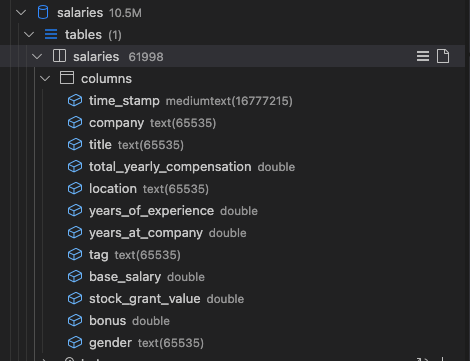 salaries 10.5M
tables (1)
salaries 61998
columns
time_stamp mediumtext(16777215)
company text(65535)
title text(65535)
total_yearly_compensation double
location text(65535)
years_of_experience double
years_at_company double
tag text(65535)
base_salary double
stock_grant_value double
bonus double
gender text(65535)